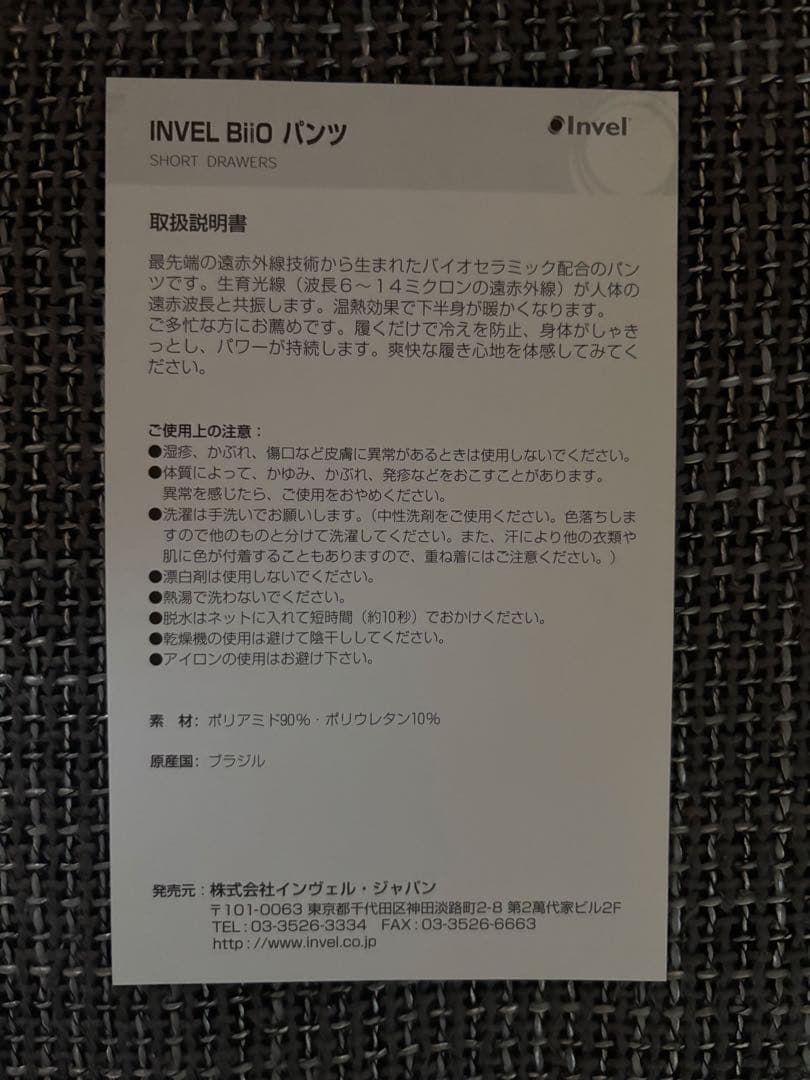 INVEL BiiO パンツ
Invel
SHORT DRAWERS
取扱説明書
最先端の遠赤外線技術から生まれたバイオセラミック配合のパン
ツです。生育光線（波長6～14ミクロンの遠赤外線）が人体の
遠赤波長と共振します。温熱効果で下半身が暖かくなります。
ご多忙な方にお薦めです。履くだけで冷えを防止、身体がしゃき
っとし、パワーが持続します。爽快な履き心地を体感してみてく
ださい。
ご使用上の注意：
●湿疹、かぶれ、傷口など皮膚に異常があるときは使用しないでください。
●体質によって、かゆみ、かぶれ、発疹などをおこすことがあります。
異常を感じたら、ご使用をおやめください。
●洗濯は手洗いでお願いします。（中性洗剤をご使用ください。色落ちしま
すので他のものと分けて洗濯してください。また、汗により他の衣類や
肌に色が付着することもありますので、重ね着にはご注意ください。）
●漂白剤は使用しないでください。
●熱湯で洗わないでください。
●脱水はネットに入れて短時間（約10秒）でおかけください。
●乾燥機の使用は避けて陰干ししてください。
●アイロンの使用はお避け下さい。
素　材：ポリアミド90％・ポリウレタン10％
原産国：ブラジル
発売元：株式会社インヴェル・ジャパン
〒101-0063 東京都千代田区神田淡路町2-8 第2萬代家ビル2F
TEL：03-3526-3334　FAX：03-3526-6663
http：//www.invel.co.jp